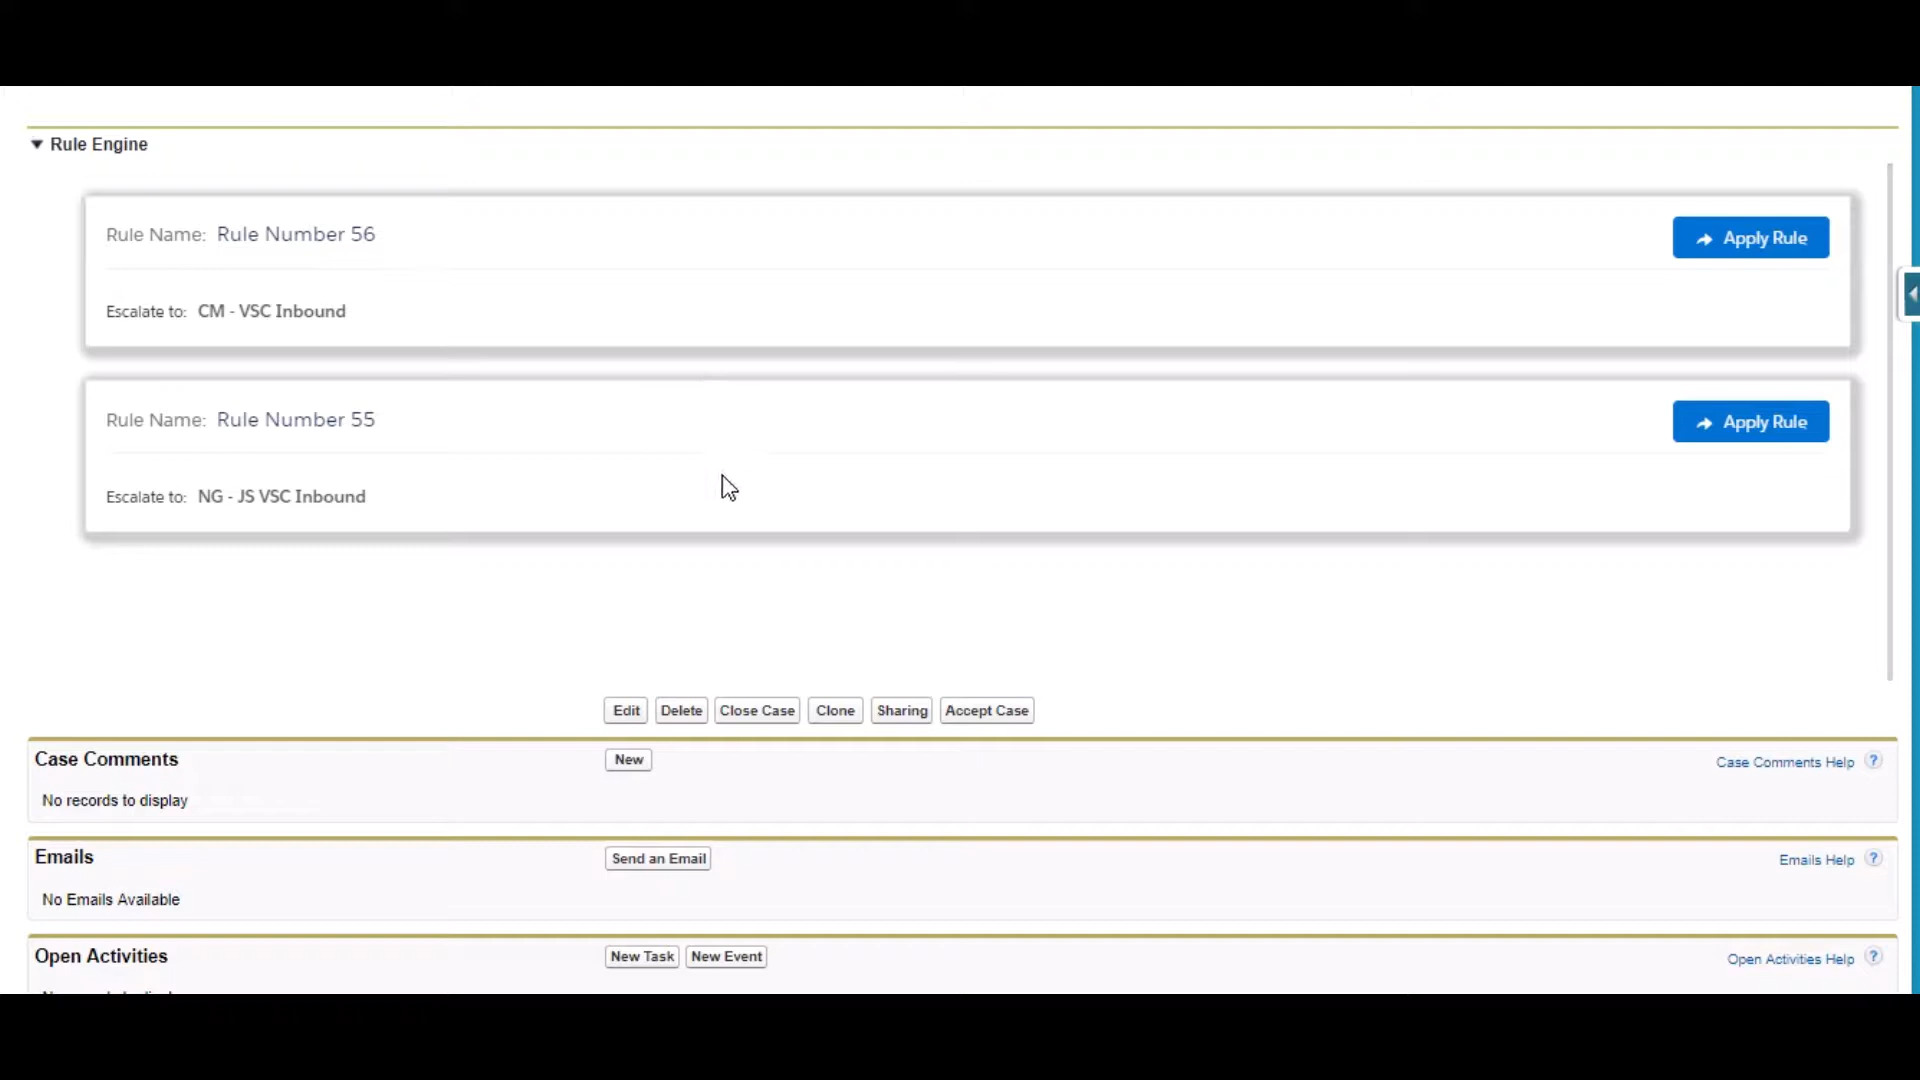 Rule Engine
Rule Name: Rule Number 56
Apply Rule
Escalate to: CM - VSC Inbound
Rule Name: Rule Number 55
Apply Rule
Escalate to: NG - JS VSC Inbound
Edit Delete Close Case Clone Sharing Accept Case
Case Comments New Case Comments Help ?
No records to display
Emails Send an Email Emails Help ?
No Emails Available
Open Activities New Task New Event Open Activities Help ?